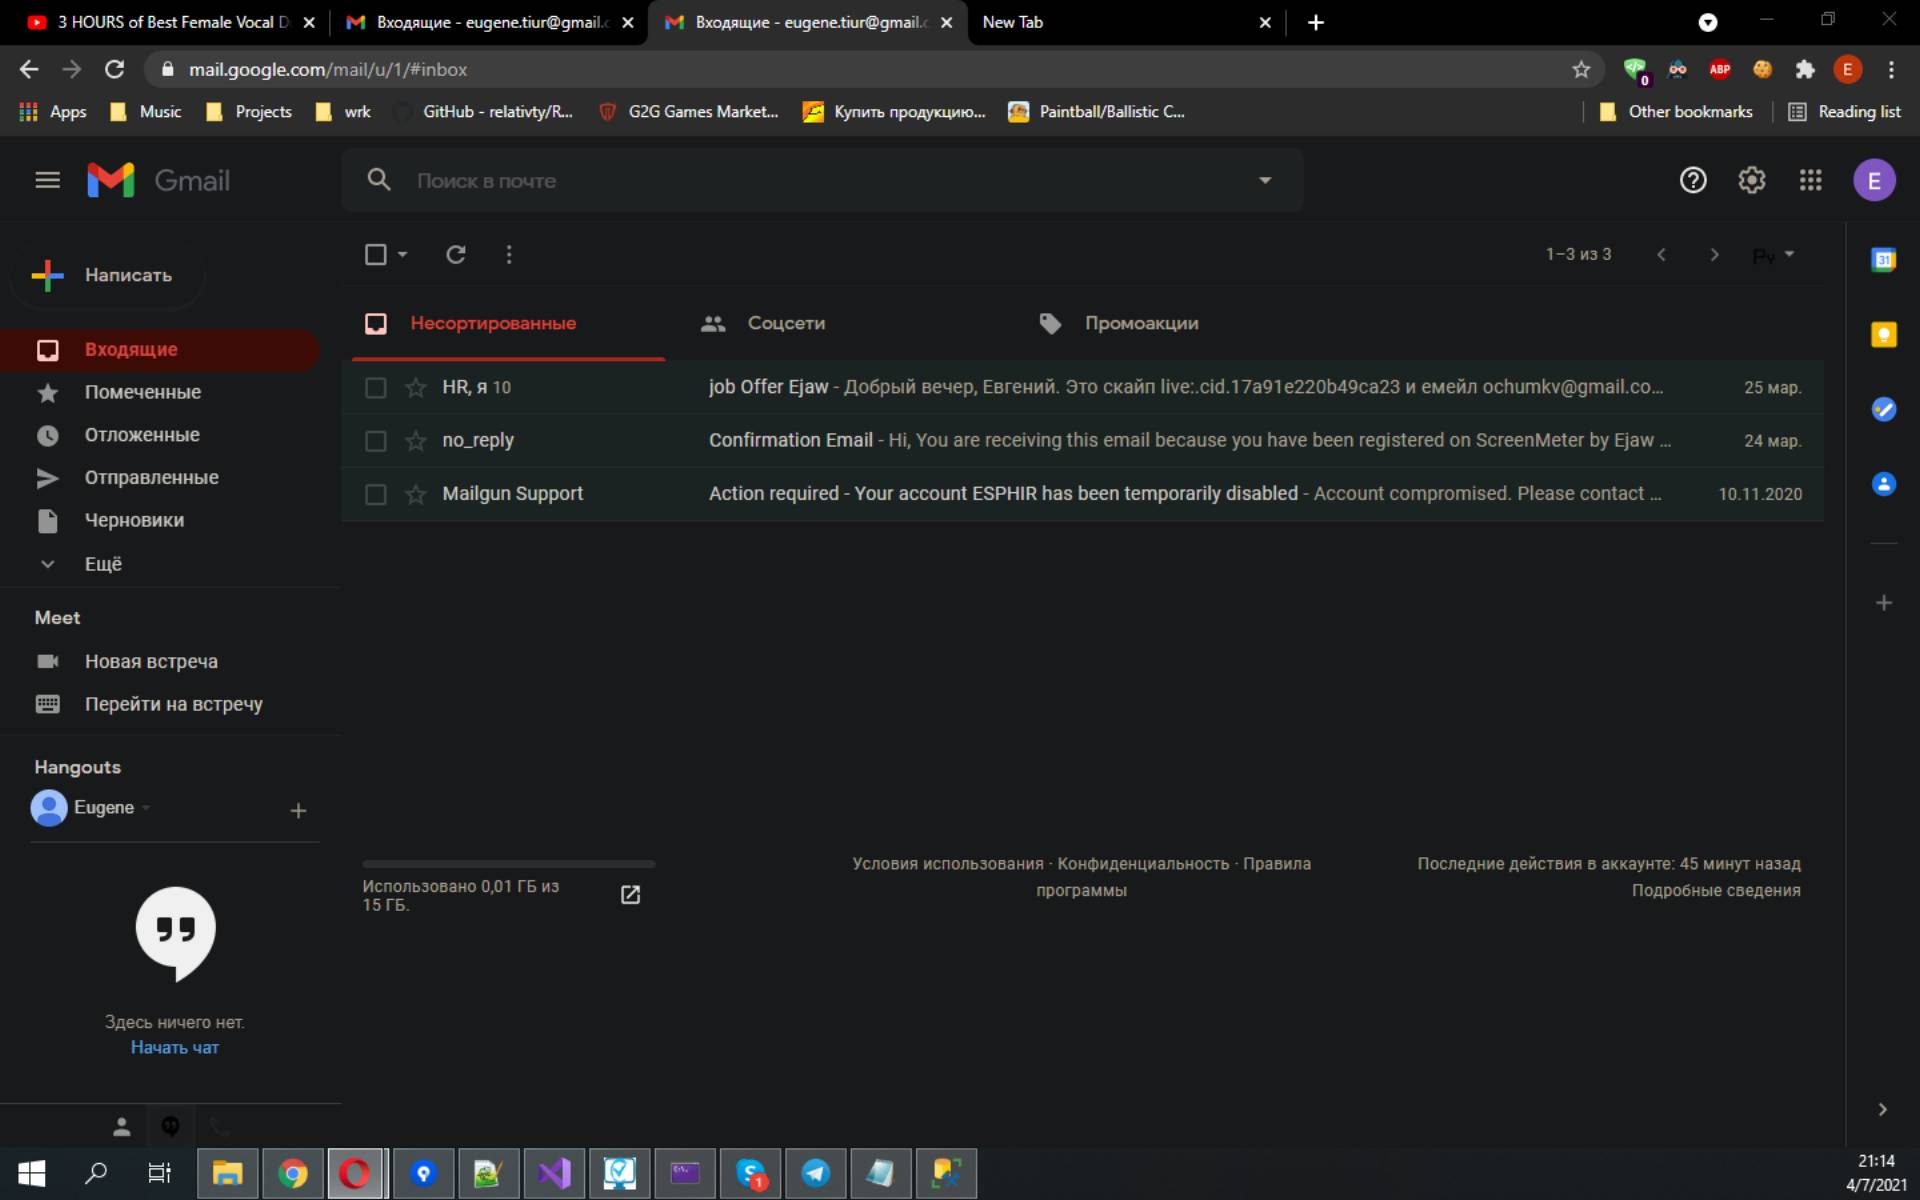 3 HOURS of Best Female Vocal D
Входящие - eugene.tiur@gmail.c
Входящие - eugene.tiur@gmail.c
New Tab
mail.google.com/mail/u/1/#inbox
0
ABP
E
Apps
Music
Projects
wrk
GitHub - relativty/R...
G2G Games Market...
Купить продукцию...
Paintball/Ballistic C...
Other bookmarks
Reading list
Gmail
Поиск в почте
E
Написать
1–3 из 3
Ру
31
Несортированные
Соцсети
Промоакции
Входящие
Помеченные
Отложенные
Отправленные
Черновики
Ещё
HR, я 10
job Offer Ejaw - Добрый вечер, Евгений. Это скайп live:.cid.17a91e220b49ca23 и емейл ochumkv@gmail.co...
25 мар.
no_reply
Confirmation Email - Hi, You are receiving this email because you have been registered on ScreenMeter by Ejaw ...
24 мар.
Mailgun Support
Action required - Your account ESPHIR has been temporarily disabled - Account compromised. Please contact ...
10.11.2020
Meet
Новая встреча
Перейти на встречу
Hangouts
Eugene
Здесь ничего нет.
Начать чат
Использовано 0,01 ГБ из
15 ГБ.
Условия использования · Конфиденциальность · Правила
программы
Последние действия в аккаунте: 45 минут назад
Подробные сведения
1
21:14
4/7/2021